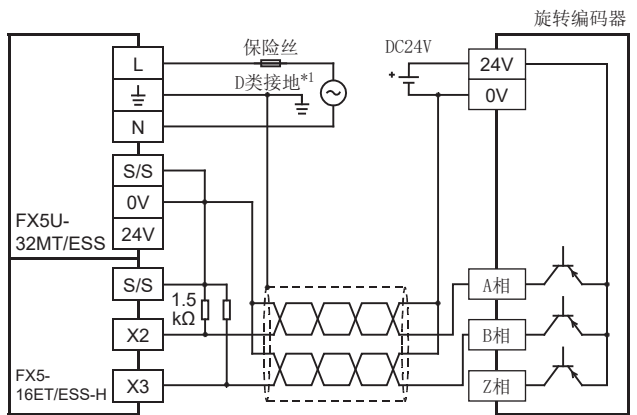 旋转编码器
保险丝
DC24V
L
24V
D类接地*1
+
0V
N
S/S
0V
24V
FX5U-
32MT/ESS
S/S
1.5
kΩ
A相
X2
B相
FX5-
16ET/ESS-H
X3
Z相